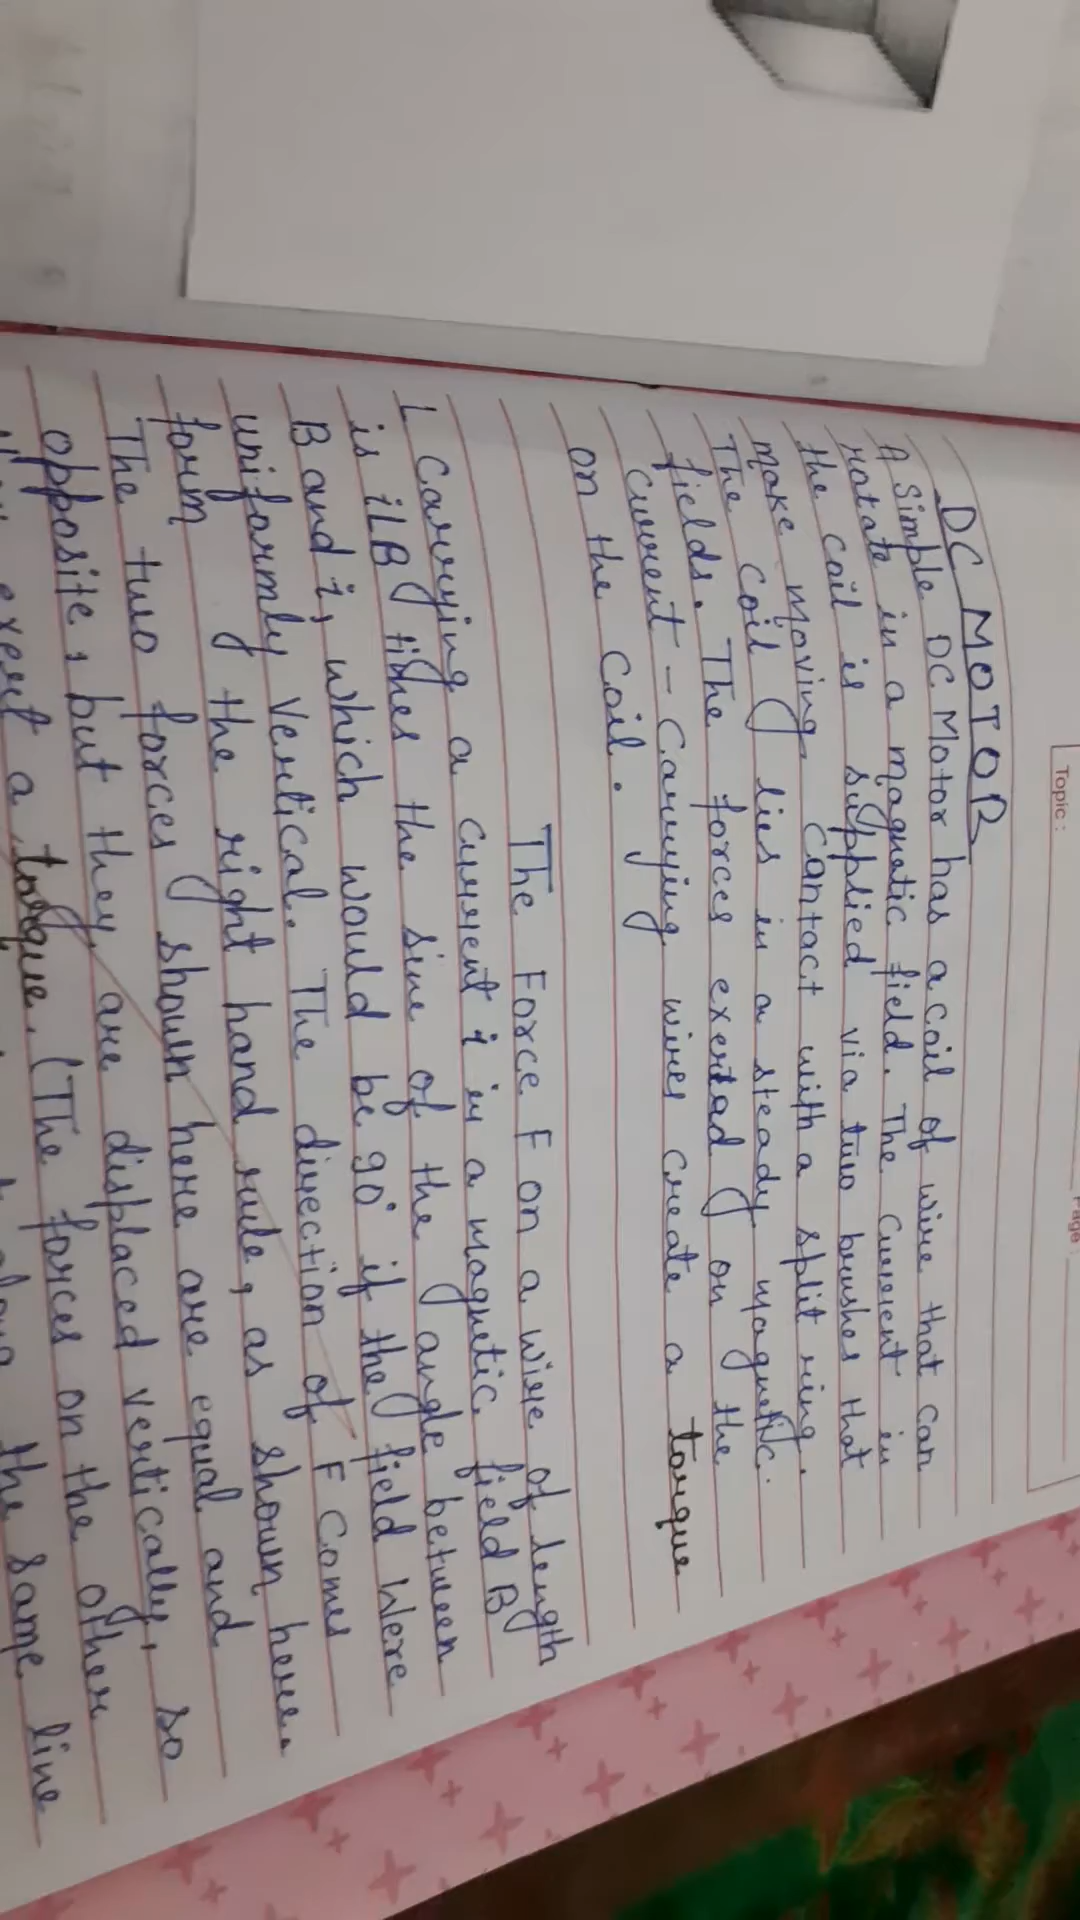 Topic :
Page :
DC MOTOR
A Simple DC Motor has a coil of wire that can
rotate in a magnetic field. The Current in
the coil is supplied via two brushes that
make moving Contact with a split ring.
The coil lies in a steady magnetic
fields. The forces exertad on the
current - Carrying wires create a torque
on the Coil.
The Force F on a wire of length
L Carrying a current i in a magnetic field B
is iLB times the sine of the angle between
B and i, which would be 90° if the field were
uniformly vertical. The direction of F Comes
form the right hand rule, as shown here.
The two forces shown here are equal and
opposite, but they are displaced vertically, so
exert a torque. (The forces on the other
the same line